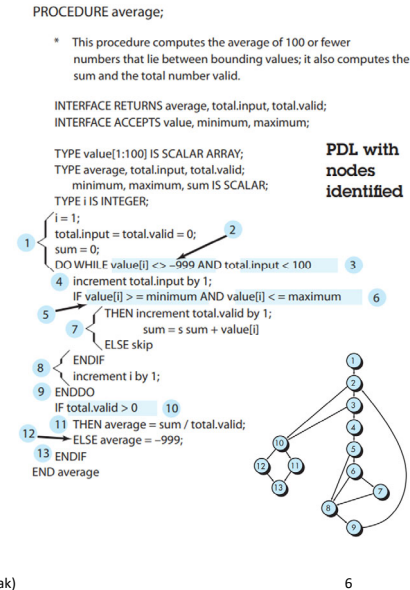 PROCEDURE average;
* This procedure computes the average of 100 or fewer
numbers that lie between bounding values; it also computes the
sum and the total number valid.
INTERFACE RETURNS average, total.input, total.valid;
INTERFACE ACCEPTS value, minimum, maximum;
TYPE value[1:100] IS SCALAR ARRAY;
TYPE average, total.input, total.valid;
minimum, maximum, sum IS SCALAR;
TYPE i IS INTEGER;
PDL with
nodes
identified
i = 1;
1 total.input = total.valid = 0; 2
sum = 0;
DO WHILE value[i] <> –999 AND total.input < 100 3
4 increment total.input by 1;
IF value[i] > = minimum AND value[i] < = maximum 6
5
7 THEN increment total.valid by 1;
sum = s sum + value[i]
ELSE skip
8 ENDIF
increment i by 1;
9 ENDDO
IF total.valid > 0 10
11 THEN average = sum / total.valid;
12 ELSE average = –999;
13 ENDIF
END average
1
2
3
4
10
5
12
11
6
13
7
8
9
ak)
6